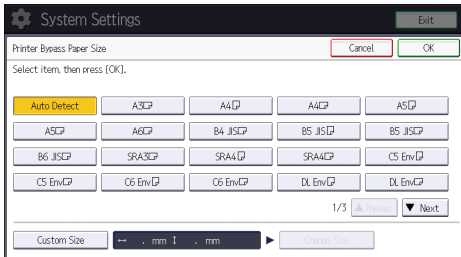 System Settings Exit
Printer Bypass Paper Size Cancel OK
Select item, then press [OK].
Auto Detect A3 A4 A4 A5
A5 A6 B4 JIS B5 JIS B5 JIS
B6 JIS SRA3 SRA4 SRA4 C5 Env
C5 Env C6 Env C6 Env DL Env DL Env
1/3 ▲ Previous ▼ Next
Custom Size ↔ . mm ↕ . mm ► Change Size